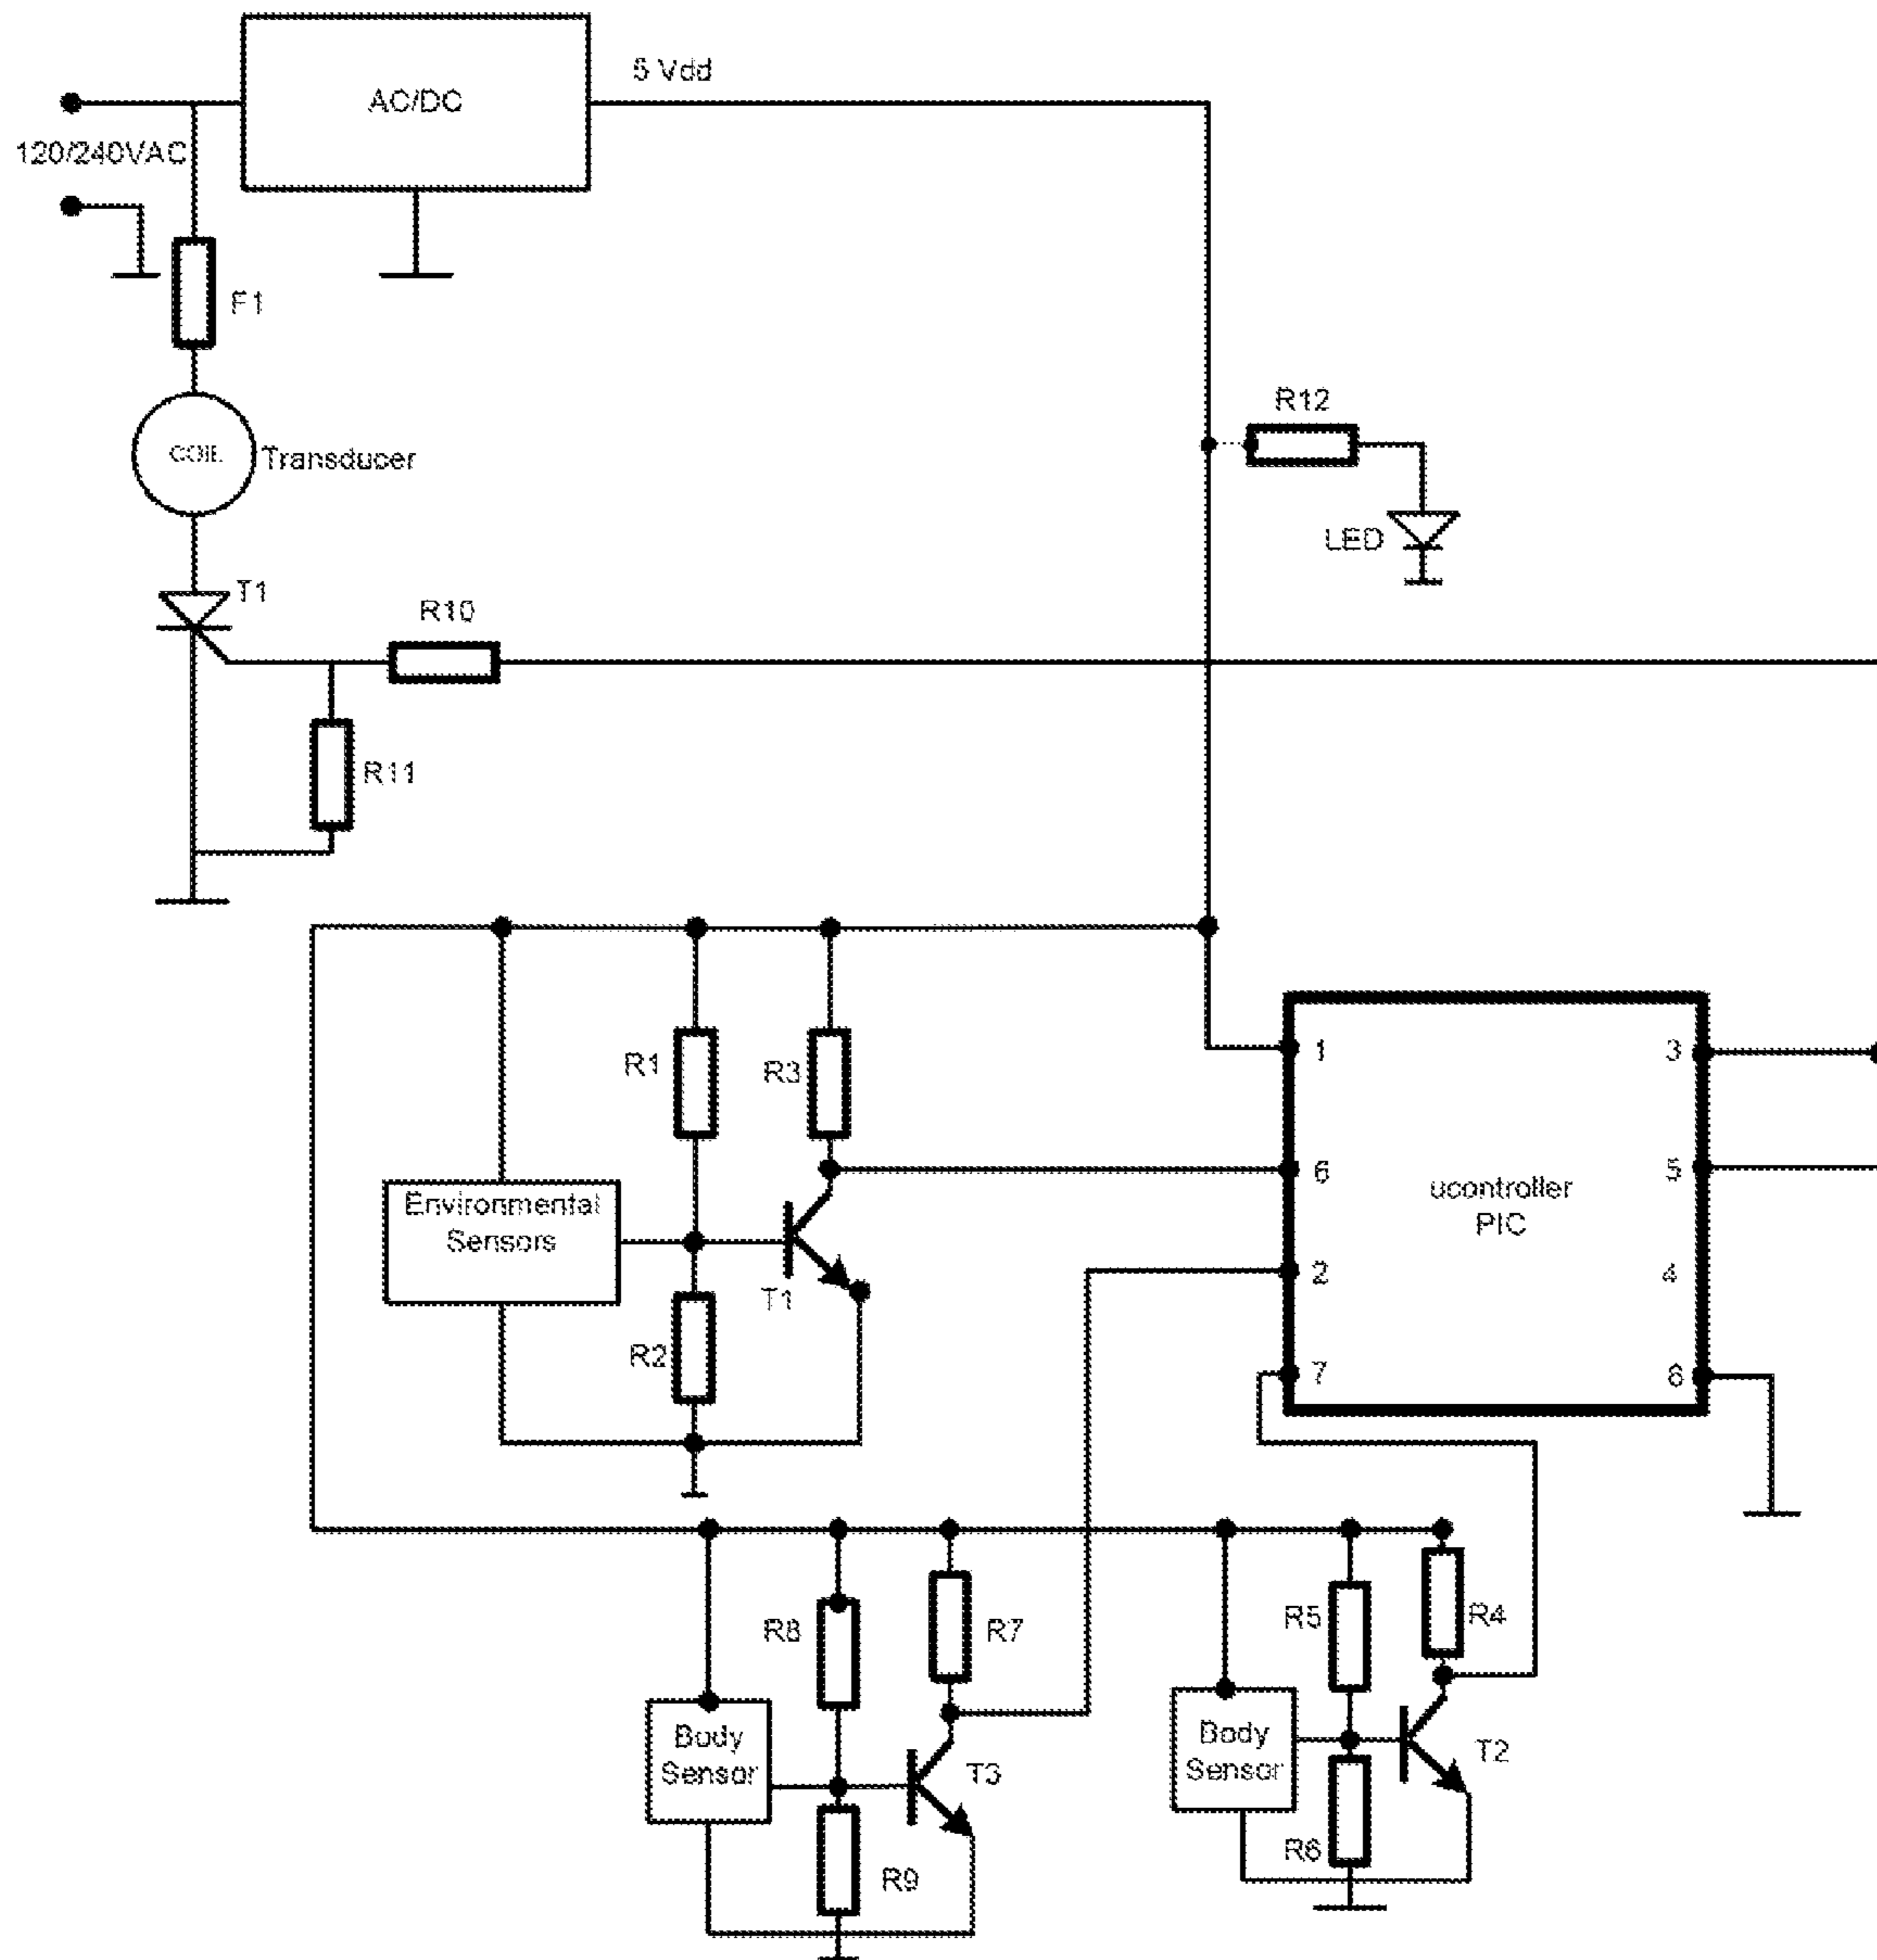 5 Vdd
AC/DC
120/240VAC
F1
R12
COIL
Transducer
LED
T1
R10
R11
R1
R3
1
3
6
5
Environmental
Sensors
ucontroller
PIC
T1
2
4
R2
7
8
R8
R7
R5
R4
Body
Sensor
T3
Body
Sensor
T2
R9
R6